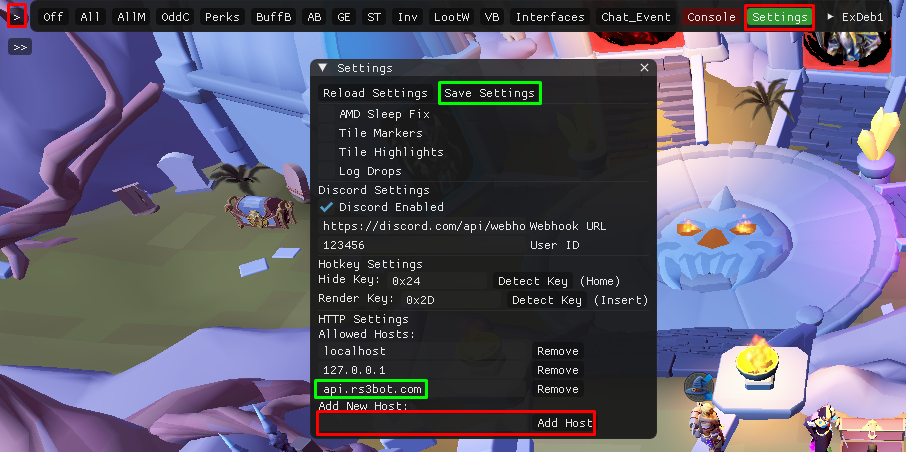 > Off All AllM OddC Perks BuffB AB GE ST Inv LootW VB Interfaces Chat_Event Console Settings ► ExDeb1
>>
▼ Settings ✕
Reload Settings Save Settings
AMD Sleep Fix
Tile Markers
Tile Highlights
Log Drops
Discord Settings
✓ Discord Enabled
https://discord.com/api/webho Webhook URL
123456 User ID
Hotkey Settings
Hide Key: 0x24 Detect Key (Home)
Render Key: 0x2D Detect Key (Insert)
HTTP Settings
Allowed Hosts:
localhost Remove
127.0.0.1 Remove
api.rs3bot.com Remove
Add New Host:
Add Host